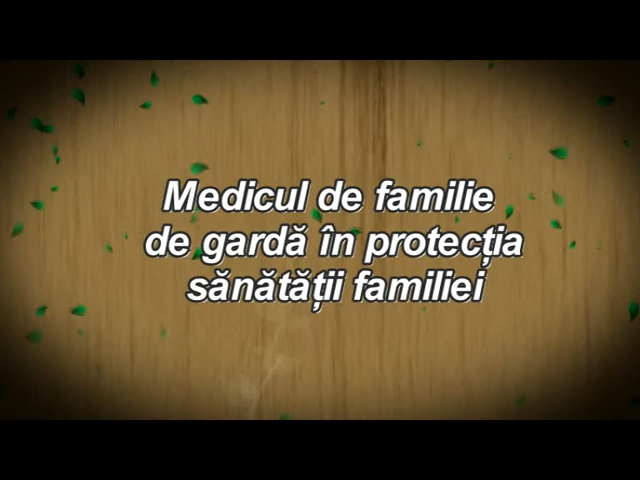 Medicul de familie
de gardă în protecția
sănătății familiei